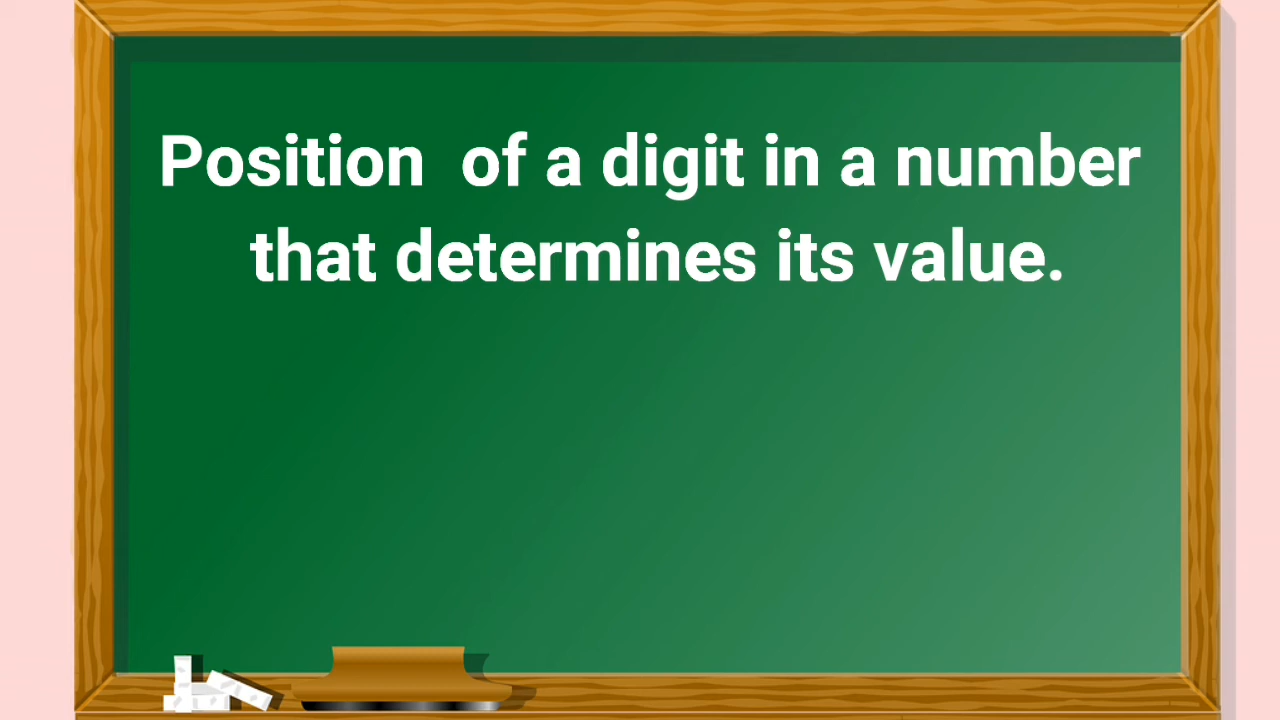 Position  of a digit in a number
that determines its value.